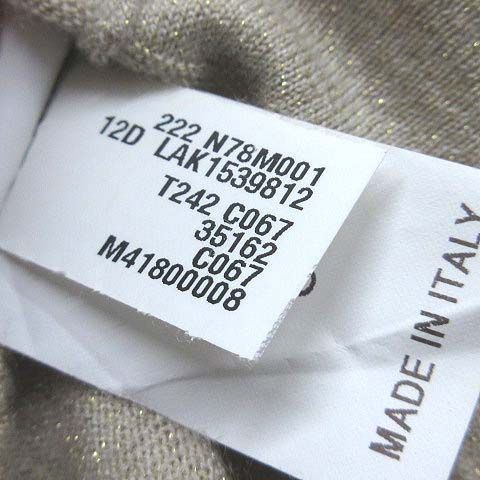 222 N78M001
12D LAK1539812
T242 C067
35162
C067
M41800008
MADE IN ITALY